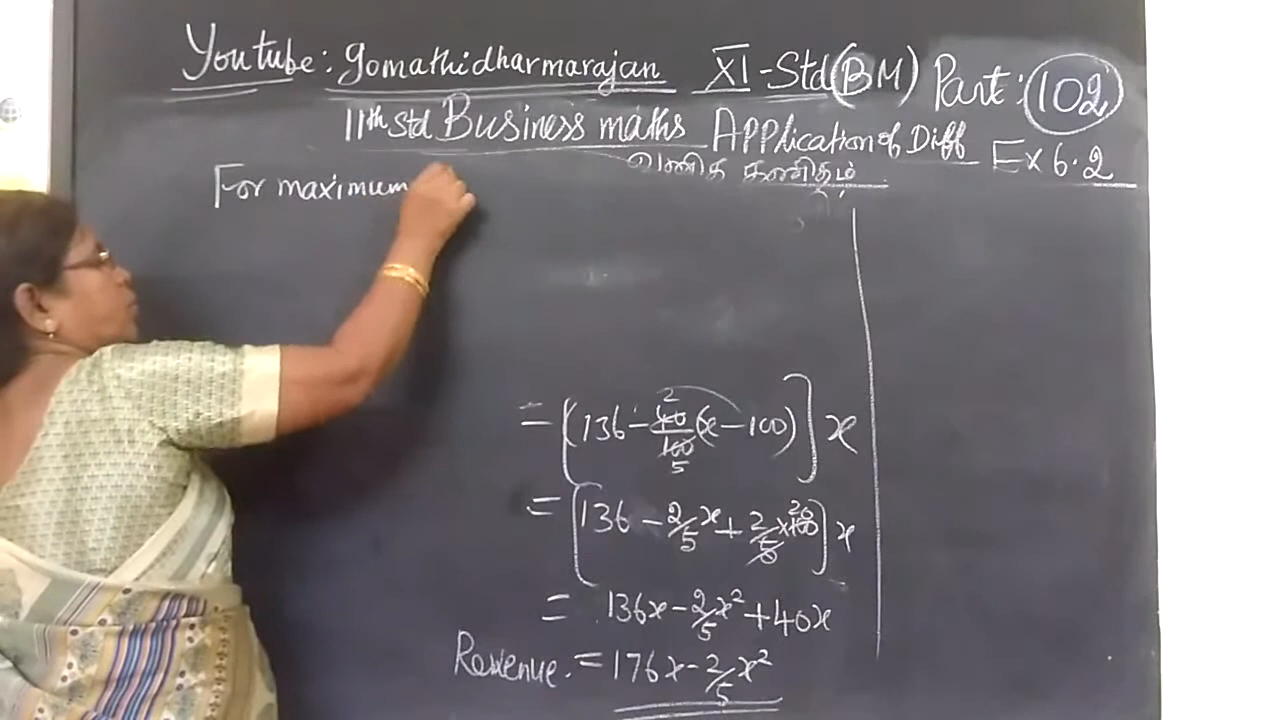 Youtube: gomathidharmarajan XI-Std(BM) Part: 102
11th std Business maths Application of Diff Ex 6.2
வணிக கணிதம்
For maximum
= [136 - 2 40/100 5 (x - 100)] x
= [136 - 2/5 x + 2/5 × 100 20] x
= 136x - 2/5 x² + 40x
Revenue. = 176x - 2/5 x²